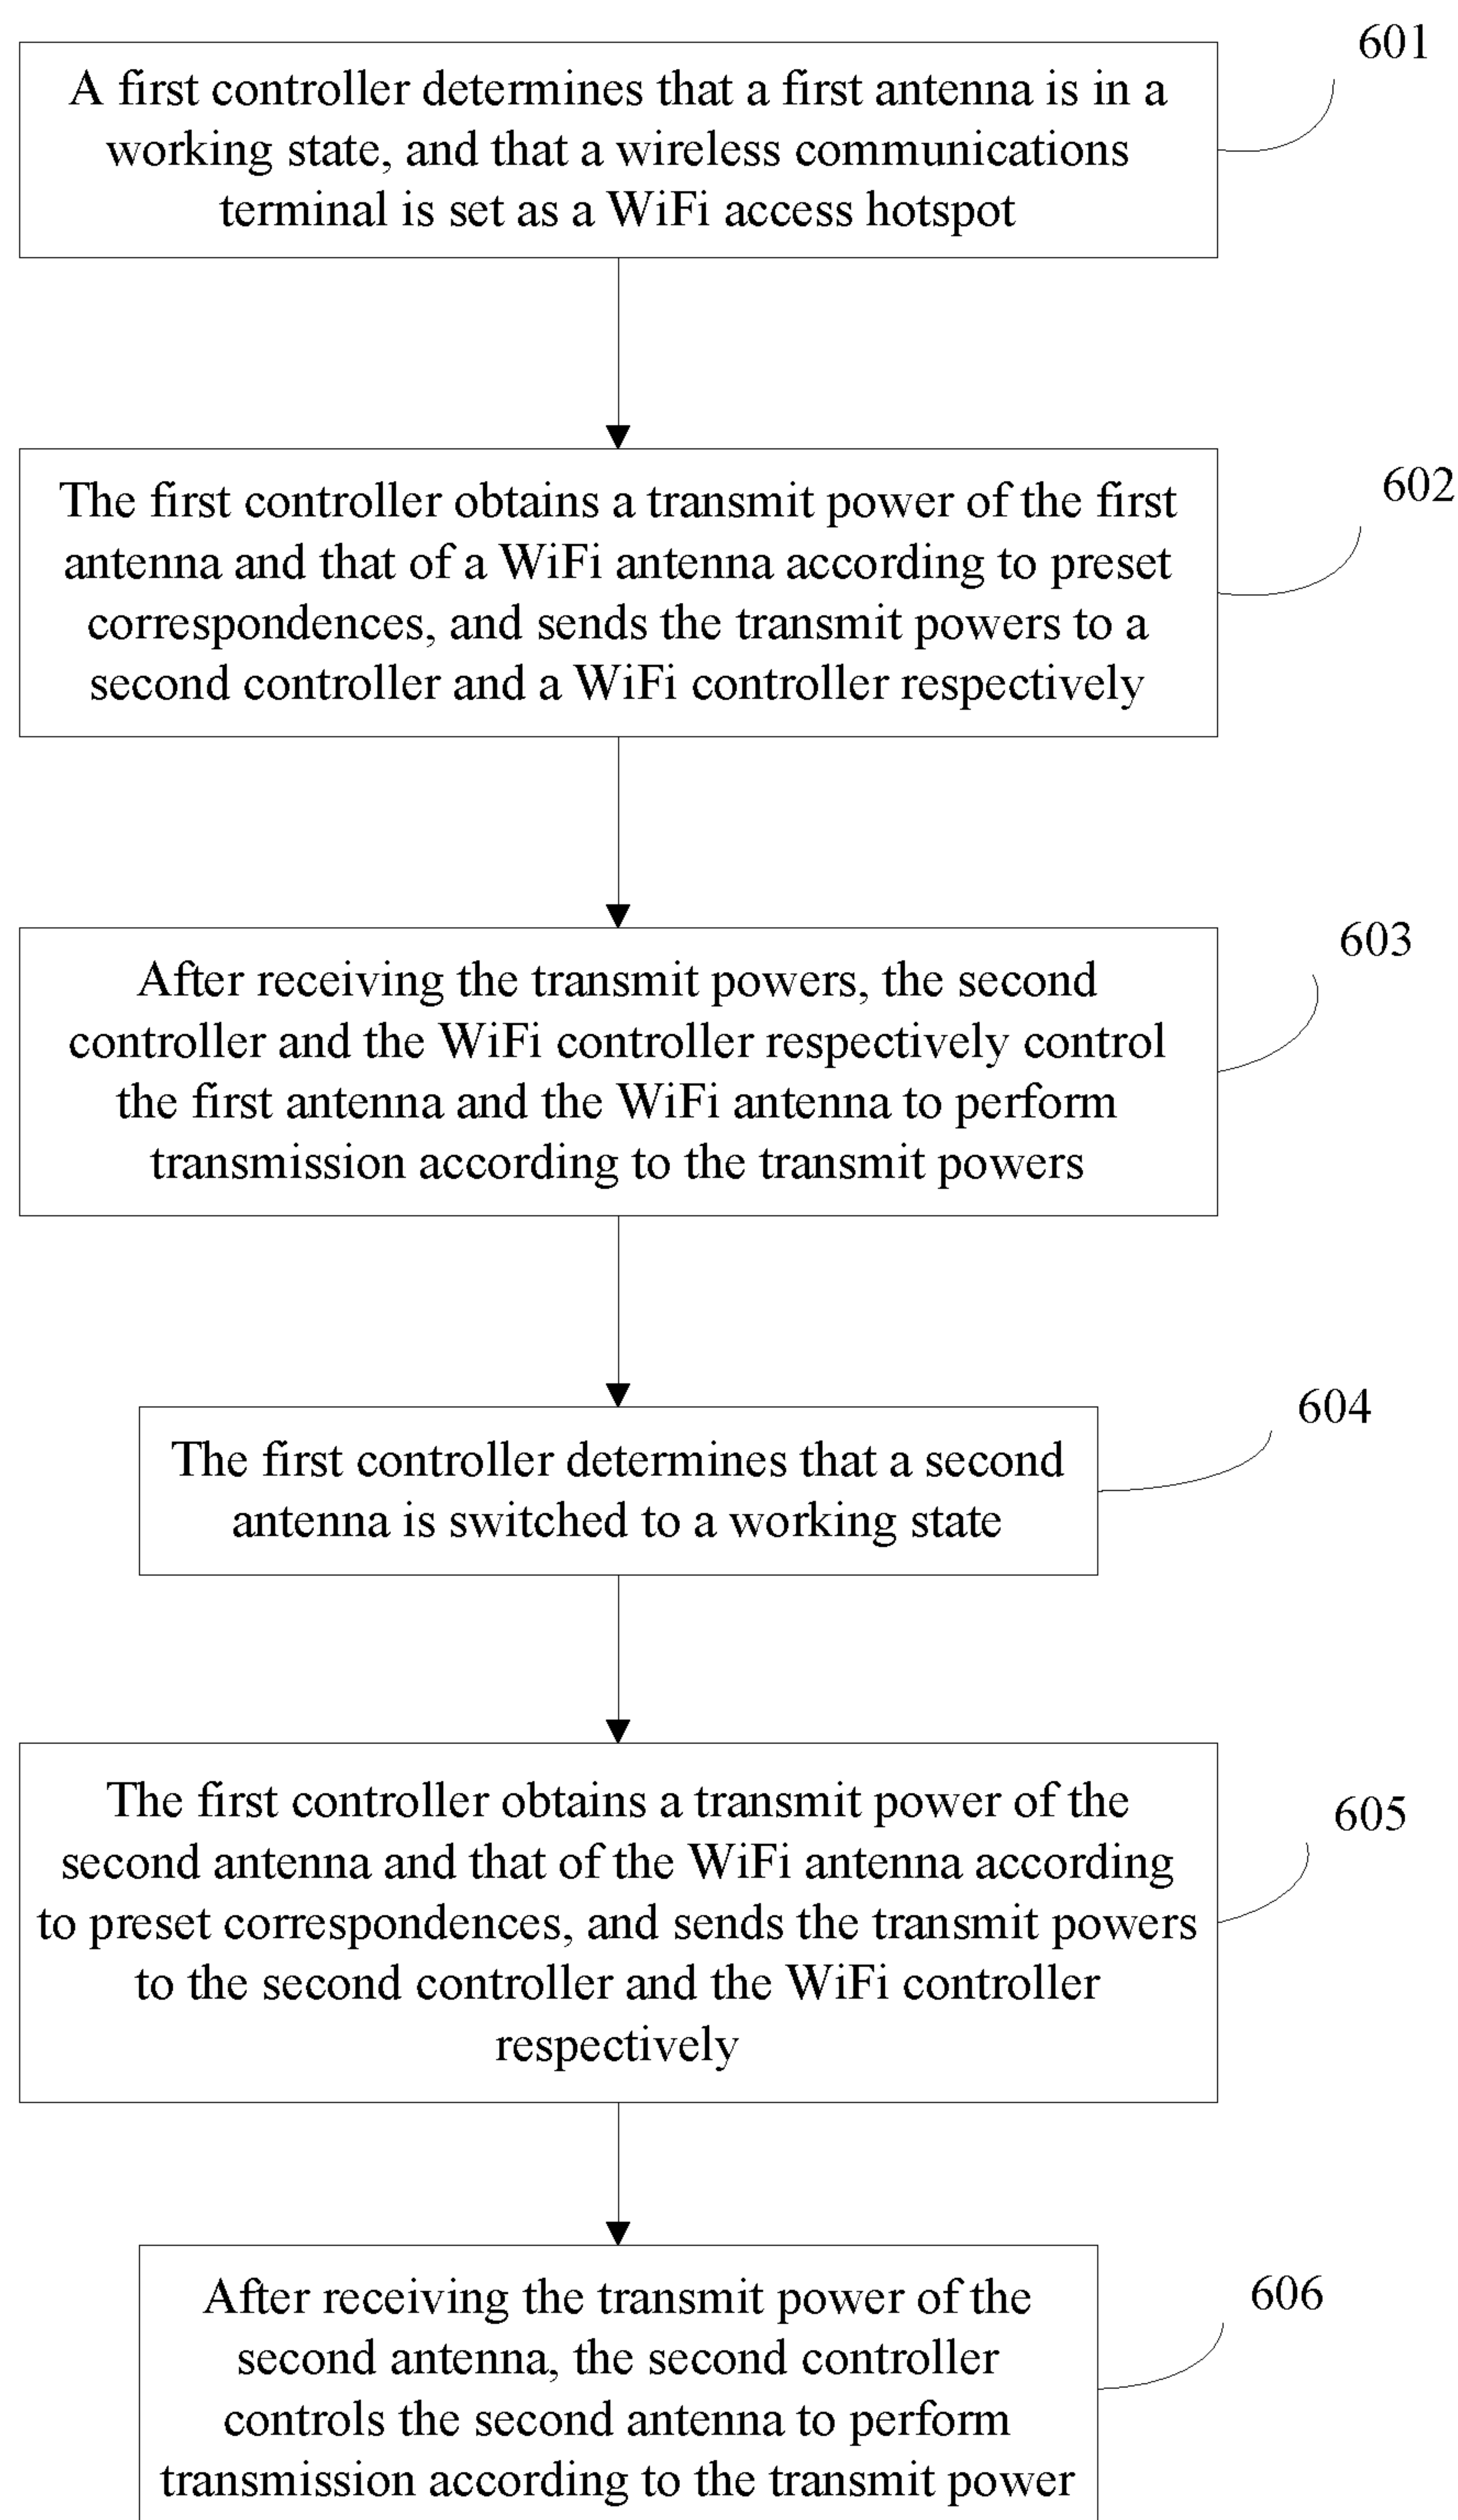 601
A first controller determines that a first antenna is in a
working state, and that a wireless communications
terminal is set as a WiFi access hotspot
602
The first controller obtains a transmit power of the first
antenna and that of a WiFi antenna according to preset
correspondences, and sends the transmit powers to a
second controller and a WiFi controller respectively
603
After receiving the transmit powers, the second
controller and the WiFi controller respectively control
the first antenna and the WiFi antenna to perform
transmission according to the transmit powers
604
The first controller determines that a second
antenna is switched to a working state
605
The first controller obtains a transmit power of the
second antenna and that of the WiFi antenna according
to preset correspondences, and sends the transmit powers
to the second controller and the WiFi controller
respectively
606
After receiving the transmit power of the
second antenna, the second controller
controls the second antenna to perform
transmission according to the transmit power